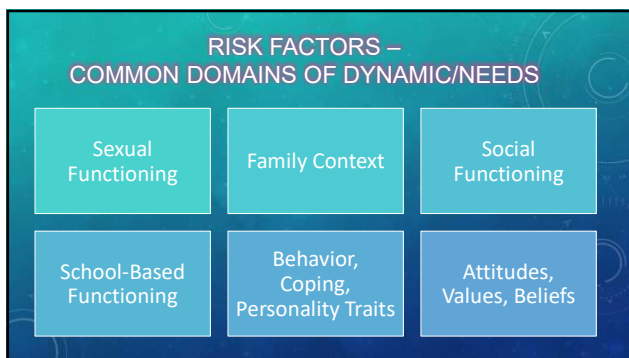 RISK FACTORS –
COMMON DOMAINS OF DYNAMIC/NEEDS
Sexual
Functioning
Family Context
Social
Functioning
School-Based
Functioning
Behavior,
Coping,
Personality Traits
Attitudes,
Values, Beliefs